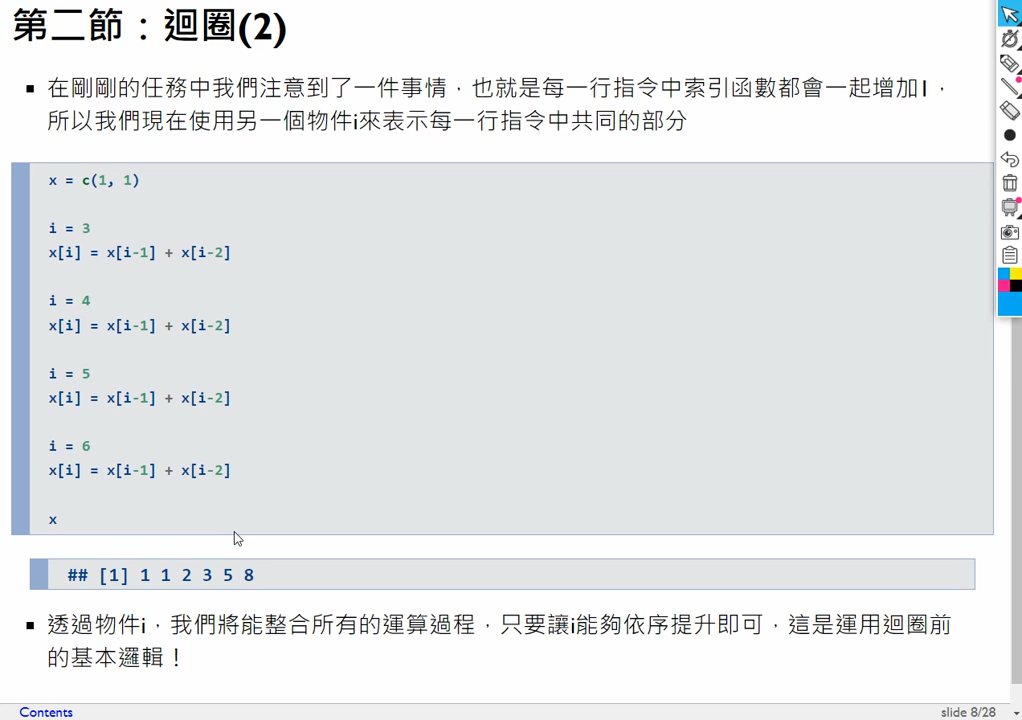 第二節：迴圈(2)
在剛剛的任務中我們注意到了一件事情，也就是每一行指令中索引函數都會一起增加1，
所以我們現在使用另一個物件i來表示每一行指令中共同的部分
x = c(1, 1)
i = 3
x[i] = x[i-1] + x[i-2]
i = 4
x[i] = x[i-1] + x[i-2]
i = 5
x[i] = x[i-1] + x[i-2]
i = 6
x[i] = x[i-1] + x[i-2]
x
## [1] 1 1 2 3 5 8
透過物件i，我們將能整合所有的運算過程，只要讓i能夠依序提升即可，這是運用迴圈前
的基本邏輯！
Contents
slide 8/28